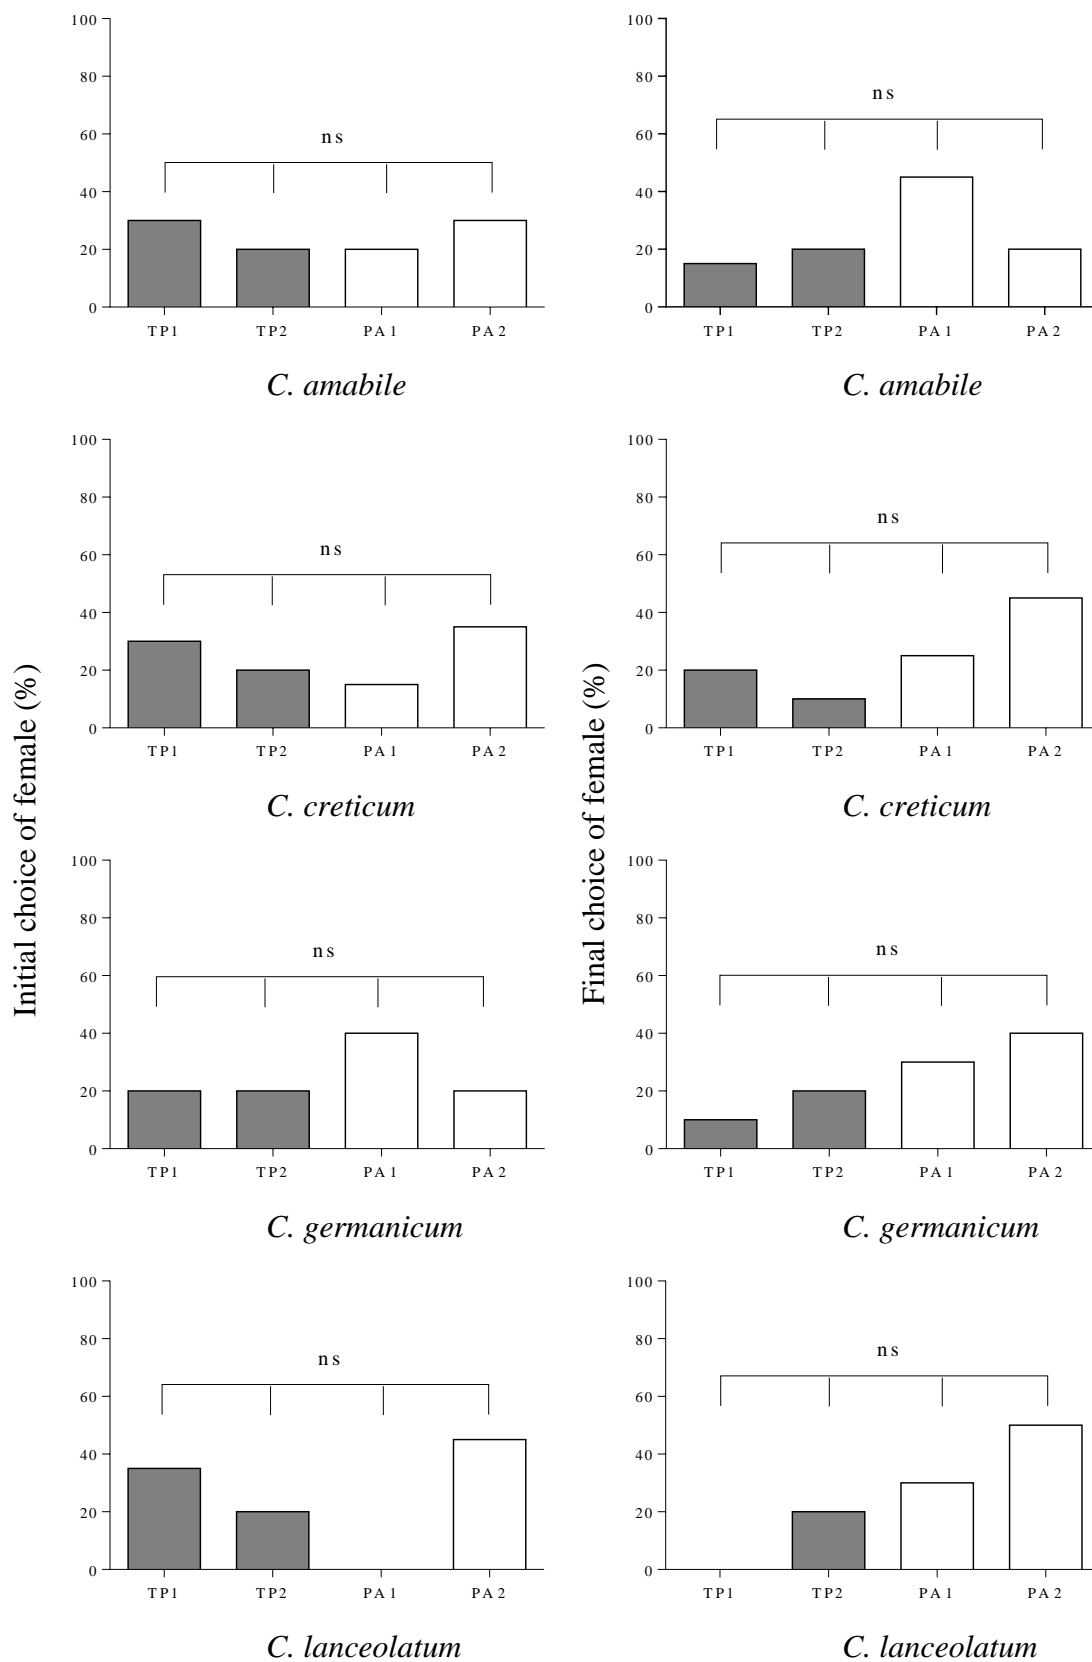 Initial choice of female (%)
Final choice of female (%)
100
80
60
40
20
0
ns
TP1 TP2 PA1 PA2
C. amabile
100
80
60
40
20
0
ns
TP1 TP2 PA1 PA2
C. amabile
100
80
60
40
20
0
ns
TP1 TP2 PA1 PA2
C. creticum
100
80
60
40
20
0
ns
TP1 TP2 PA1 PA2
C. creticum
100
80
60
40
20
0
ns
TP1 TP2 PA1 PA2
C. germanicum
100
80
60
40
20
0
ns
TP1 TP2 PA1 PA2
C. germanicum
100
80
60
40
20
0
ns
TP1 TP2 PA1 PA2
C. lanceolatum
100
80
60
40
20
0
ns
TP1 TP2 PA1 PA2
C. lanceolatum